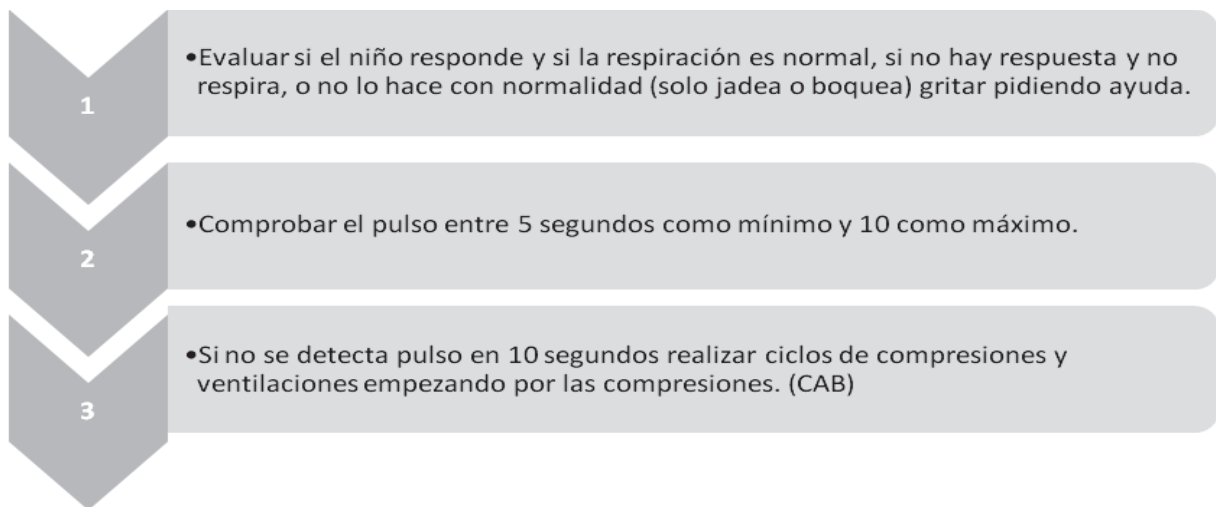 1
•Evaluar si el niño responde y si la respiración es normal, si no hay respuesta y no
respira, o no lo hace con normalidad (solo jadea o boquea) gritar pidiendo ayuda.
2
•Comprobar el pulso entre 5 segundos como mínimo y 10 como máximo.
3
•Si no se detecta pulso en 10 segundos realizar ciclos de compresiones y
ventilaciones empezando por las compresiones. (CAB)